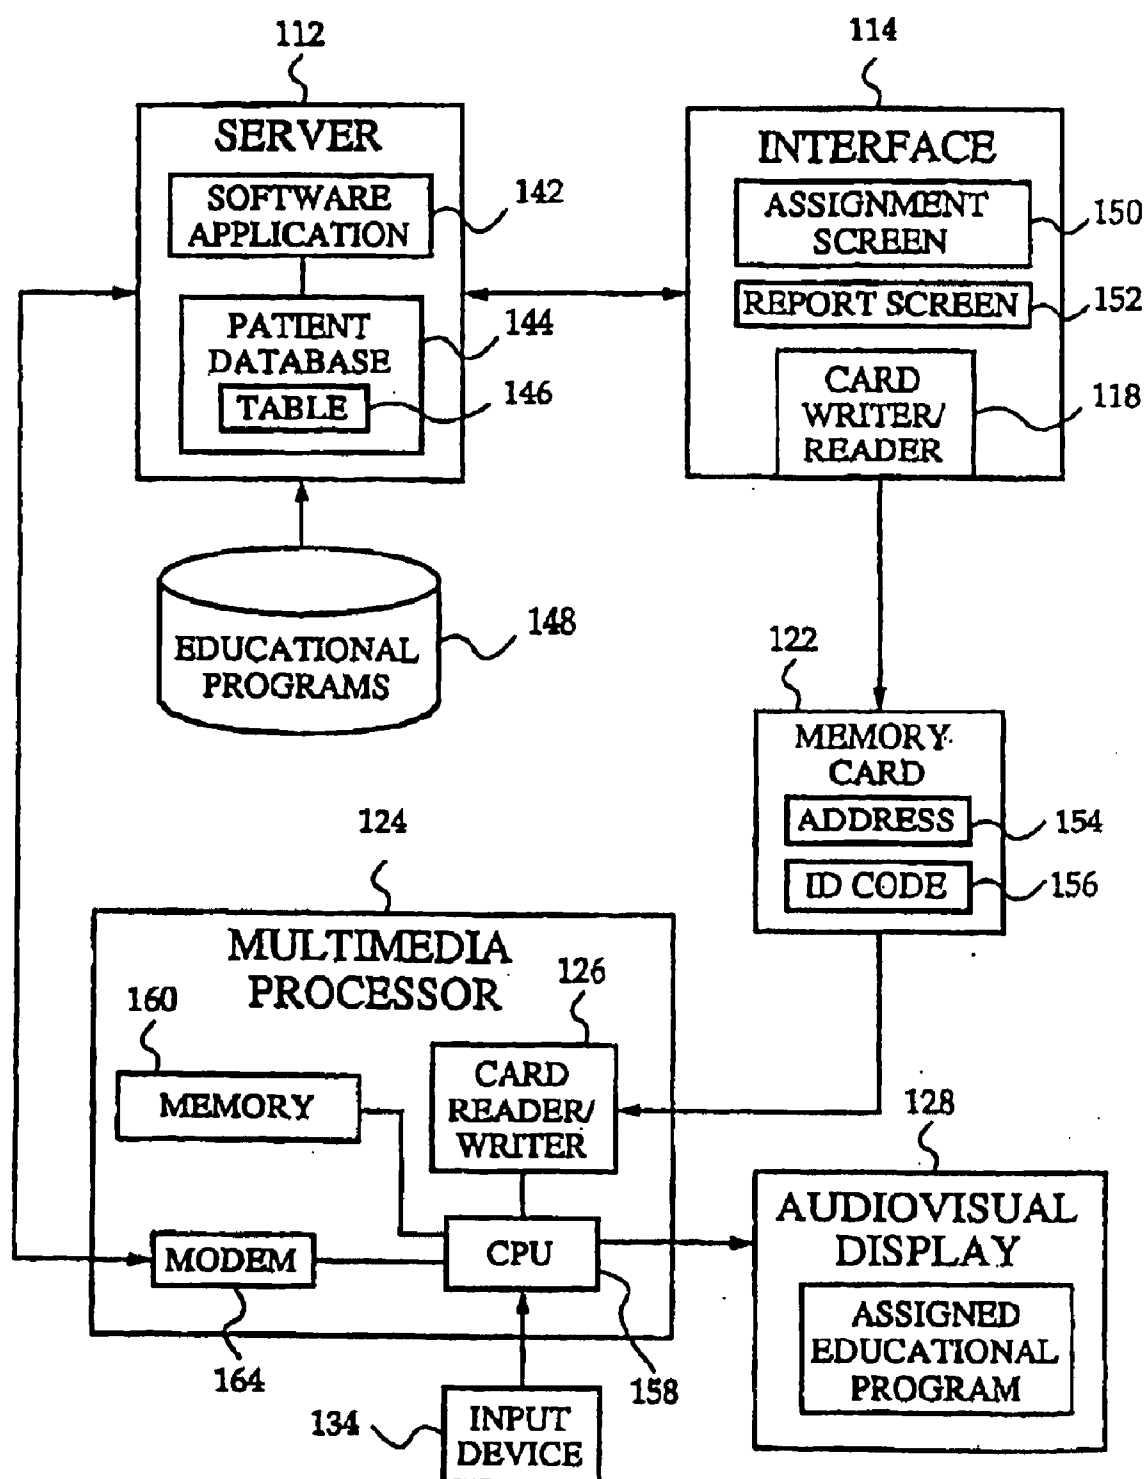 112
114
SERVER
SOFTWARE
APPLICATION
142
PATIENT
DATABASE
144
TABLE
146
INTERFACE
ASSIGNMENT
SCREEN
150
REPORT SCREEN
152
CARD
WRITER/
READER
118
EDUCATIONAL
PROGRAMS
148
122
MEMORY
CARD
ADDRESS
154
ID CODE
156
124
MULTIMEDIA
PROCESSOR
160
MEMORY
126
CARD
READER/
WRITER
MODEM
164
CPU
158
134
INPUT
DEVICE
128
AUDIOVISUAL
DISPLAY
ASSIGNED
EDUCATIONAL
PROGRAM